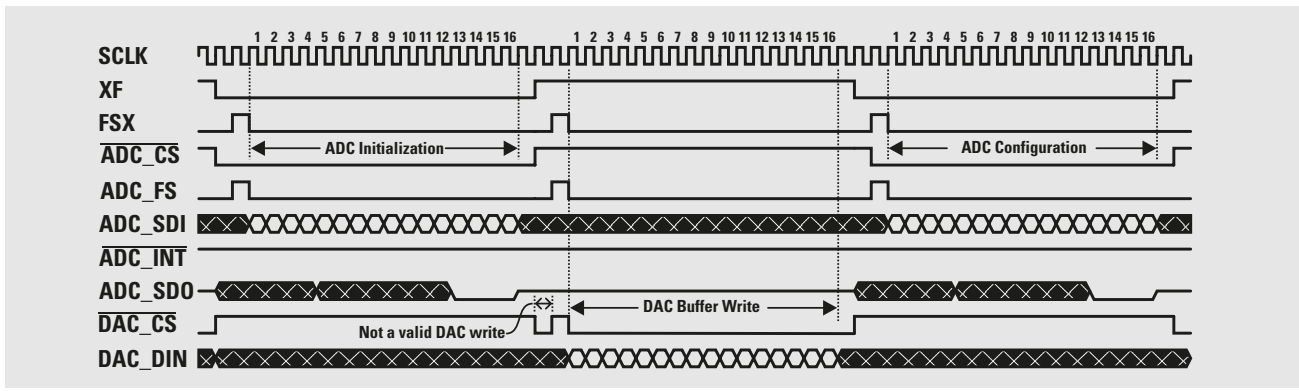 1 2 3 4 5 6 7 8 9 10 11 12 13 14 15 16 1 2 3 4 5 6 7 8 9 10 11 12 13 14 15 16 1 2 3 4 5 6 7 8 9 10 11 12 13 14 15 16
SCLK
XF
FSX
ADC_CS
ADC Initialization
ADC Configuration
ADC_FS
ADC_SDI
ADC_INT
ADC_SDO
DAC Buffer Write
DAC_CS
Not a valid DAC write
DAC_DIN